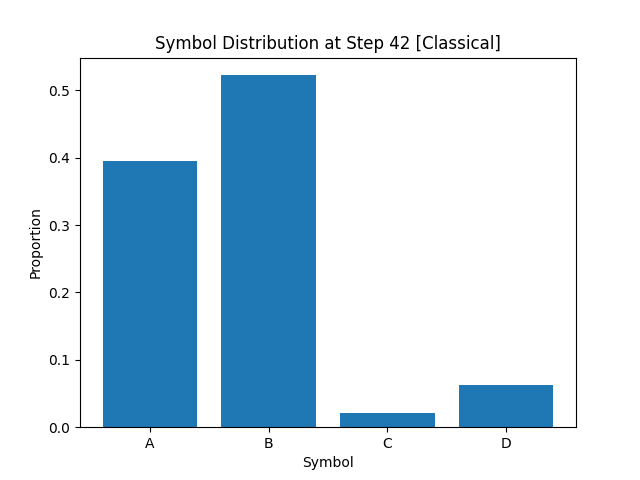 Symbol Distribution at Step 42 [Classical]
Proportion
0.5
0.4
0.3
0.2
0.1
0.0
A B C D
Symbol